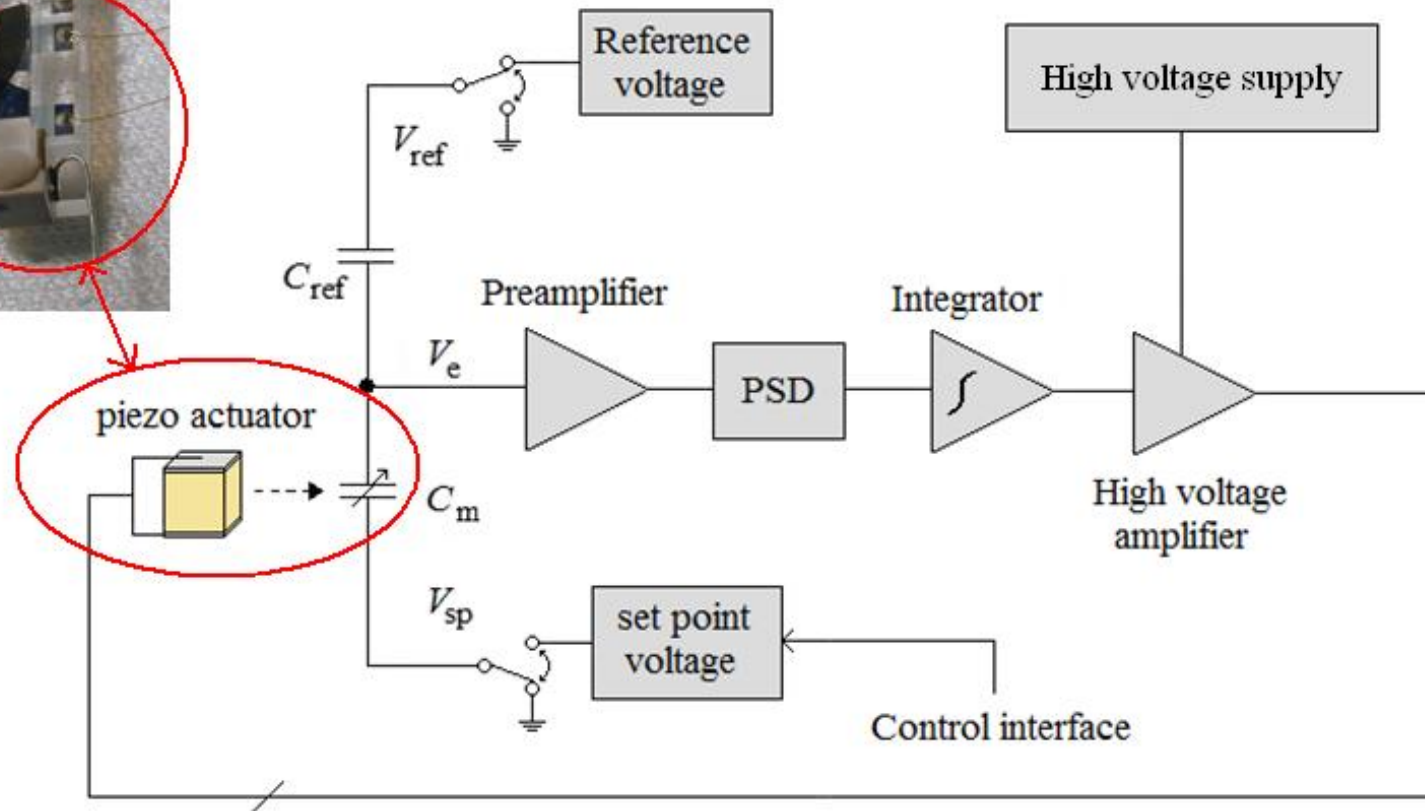 Reference
voltage
High voltage supply
V_ref
C_ref
Preamplifier
Integrator
V_e
PSD
piezo actuator
∫
C_m
High voltage
amplifier
V_sp
set point
voltage
Control interface